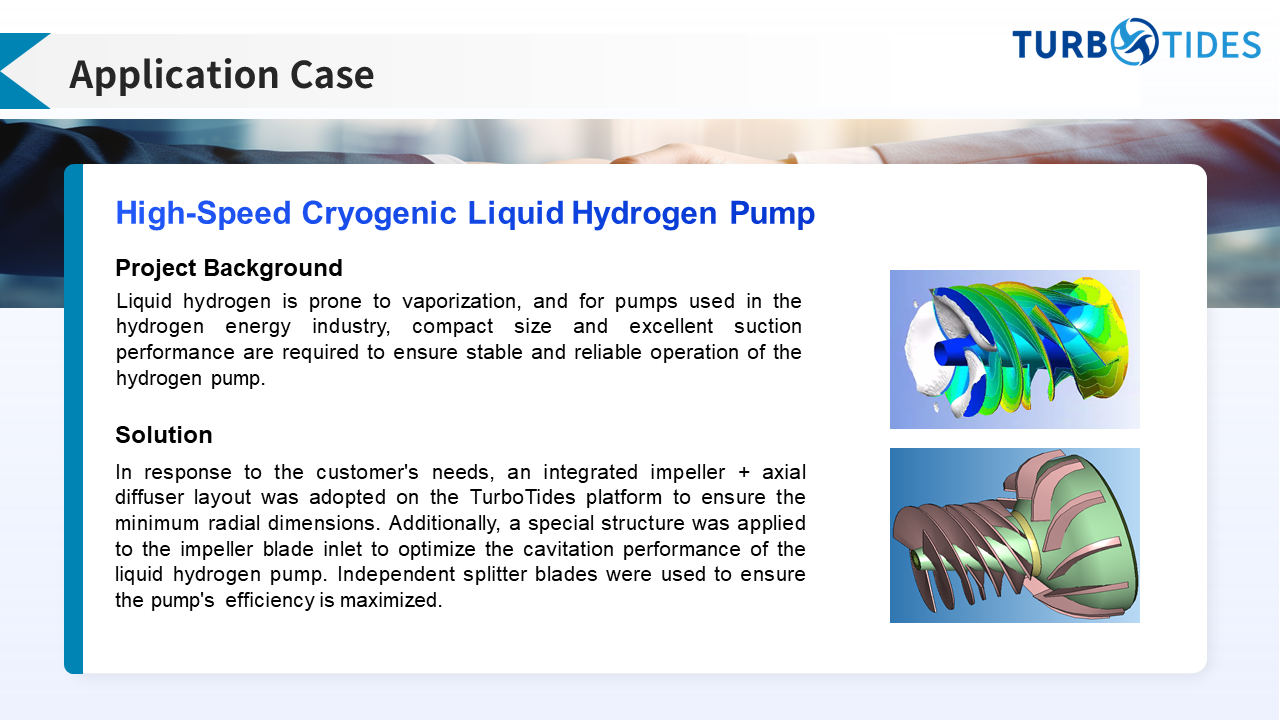 TURBOTIDES
Application Case
High-Speed Cryogenic Liquid Hydrogen Pump
Project Background
Liquid hydrogen is prone to vaporization, and for pumps used in the
hydrogen energy industry, compact size and excellent suction
performance are required to ensure stable and reliable operation of the
hydrogen pump.
Solution
In response to the customer's needs, an integrated impeller + axial
diffuser layout was adopted on the TurboTides platform to ensure the
minimum radial dimensions. Additionally, a special structure was applied
to the impeller blade inlet to optimize the cavitation performance of the
liquid hydrogen pump. Independent splitter blades were used to ensure
the pump's efficiency is maximized.